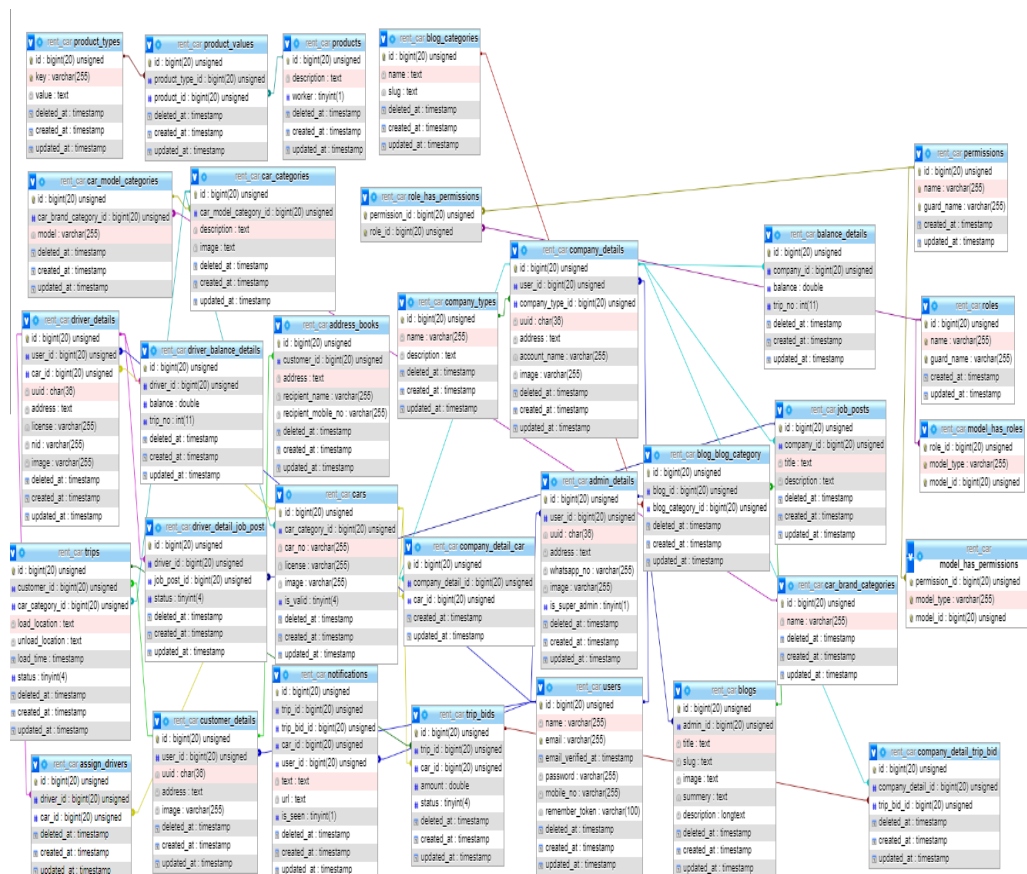 rent_car product_types
id : bigint(20) unsigned
key : varchar(255)
value : text
deleted_at : timestamp
created_at : timestamp
updated_at : timestamp
rent_car product_values
id : bigint(20) unsigned
product_type_id : bigint(20) unsigned
product_id : bigint(20) unsigned
deleted_at : timestamp
created_at : timestamp
updated_at : timestamp
rent_car products
id : bigint(20) unsigned
description : text
worker : tinyint(1)
deleted_at : timestamp
created_at : timestamp
updated_at : timestamp
rent_car blog_categories
id : bigint(20) unsigned
name : text
slug : text
deleted_at : timestamp
created_at : timestamp
updated_at : timestamp
rent_car car_model_categories
id : bigint(20) unsigned
car_brand_category_id : bigint(20) unsigned
model : varchar(255)
deleted_at : timestamp
created_at : timestamp
updated_at : timestamp
rent_car car_categories
id : bigint(20) unsigned
car_model_category_id : bigint(20) unsigned
description : text
image : text
deleted_at : timestamp
created_at : timestamp
updated_at : timestamp
rent_car role_has_permissions
permission_id : bigint(20) unsigned
role_id : bigint(20) unsigned
rent_car permissions
id : bigint(20) unsigned
name : varchar(255)
guard_name : varchar(255)
created_at : timestamp
updated_at : timestamp
rent_car company_details
id : bigint(20) unsigned
user_id : bigint(20) unsigned
company_type_id : bigint(20) unsigned
uuid : char(36)
address : text
account_name : varchar(255)
image : varchar(255)
deleted_at : timestamp
created_at : timestamp
updated_at : timestamp
rent_car balance_details
id : bigint(20) unsigned
company_id : bigint(20) unsigned
balance : double
trip_no : int(11)
deleted_at : timestamp
created_at : timestamp
updated_at : timestamp
rent_car company_types
id : bigint(20) unsigned
name : varchar(255)
description : text
deleted_at : timestamp
created_at : timestamp
updated_at : timestamp
rent_car roles
id : bigint(20) unsigned
name : varchar(255)
guard_name : varchar(255)
created_at : timestamp
updated_at : timestamp
rent_car driver_details
id : bigint(20) unsigned
user_id : bigint(20) unsigned
car_id : bigint(20) unsigned
uuid : char(36)
address : text
license : varchar(255)
nid : varchar(255)
image : varchar(255)
deleted_at : timestamp
created_at : timestamp
updated_at : timestamp
rent_car driver_balance_details
id : bigint(20) unsigned
driver_id : bigint(20) unsigned
balance : double
trip_no : int(11)
deleted_at : timestamp
created_at : timestamp
updated_at : timestamp
rent_car address_books
id : bigint(20) unsigned
customer_id : bigint(20) unsigned
address : text
recipient_name : varchar(255)
recipient_mobile_no : varchar(255)
deleted_at : timestamp
created_at : timestamp
updated_at : timestamp
rent_car job_posts
id : bigint(20) unsigned
company_id : bigint(20) unsigned
title : text
description : text
deleted_at : timestamp
created_at : timestamp
updated_at : timestamp
rent_car model_has_roles
role_id : bigint(20) unsigned
model_type : varchar(255)
model_id : bigint(20) unsigned
rent_car blog_blog_category
id : bigint(20) unsigned
blog_id : bigint(20) unsigned
blog_category_id : bigint(20) unsigned
deleted_at : timestamp
created_at : timestamp
updated_at : timestamp
rent_car admin_details
id : bigint(20) unsigned
user_id : bigint(20) unsigned
uuid : char(36)
address : text
whatsapp_no : varchar(255)
image : varchar(255)
is_super_admin : tinyint(1)
deleted_at : timestamp
created_at : timestamp
updated_at : timestamp
rent_car cars
id : bigint(20) unsigned
car_category_id : bigint(20) unsigned
car_no : varchar(255)
license : varchar(255)
image : varchar(255)
is_valid : tinyint(4)
deleted_at : timestamp
created_at : timestamp
updated_at : timestamp
rent_car driver_detail_job_post
id : bigint(20) unsigned
driver_id : bigint(20) unsigned
job_post_id : bigint(20) unsigned
status : tinyint(4)
deleted_at : timestamp
created_at : timestamp
updated_at : timestamp
rent_car company_detail_car
id : bigint(20) unsigned
company_detail_id : bigint(20) unsigned
car_id : bigint(20) unsigned
created_at : timestamp
updated_at : timestamp
rent_car
model_has_permissions
permission_id : bigint(20) unsigned
model_type : varchar(255)
model_id : bigint(20) unsigned
rent_car trips
id : bigint(20) unsigned
customer_id : bigint(20) unsigned
car_category_id : bigint(20) unsigned
load_location : text
unload_location : text
load_time : timestamp
status : tinyint(4)
deleted_at : timestamp
created_at : timestamp
updated_at : timestamp
rent_car car_brand_categories
id : bigint(20) unsigned
name : varchar(255)
deleted_at : timestamp
created_at : timestamp
updated_at : timestamp
rent_car notifications
id : bigint(20) unsigned
trip_id : bigint(20) unsigned
trip_bid_id : bigint(20) unsigned
car_id : bigint(20) unsigned
user_id : bigint(20) unsigned
text : text
url : text
is_seen : tinyint(1)
deleted_at : timestamp
created_at : timestamp
updated_at : timestamp
rent_car users
id : bigint(20) unsigned
name : varchar(255)
email : varchar(255)
email_verified_at : timestamp
password : varchar(255)
mobile_no : varchar(255)
remember_token : varchar(100)
deleted_at : timestamp
created_at : timestamp
updated_at : timestamp
rent_car blogs
id : bigint(20) unsigned
admin_id : bigint(20) unsigned
title : text
slug : text
image : text
summery : text
description : longtext
deleted_at : timestamp
created_at : timestamp
updated_at : timestamp
rent_car customer_details
id : bigint(20) unsigned
user_id : bigint(20) unsigned
uuid : char(36)
address : text
image : varchar(255)
deleted_at : timestamp
created_at : timestamp
updated_at : timestamp
rent_car trip_bids
id : bigint(20) unsigned
trip_id : bigint(20) unsigned
car_id : bigint(20) unsigned
amount : double
status : tinyint(4)
deleted_at : timestamp
created_at : timestamp
updated_at : timestamp
rent_car company_detail_trip_bid
id : bigint(20) unsigned
company_detail_id : bigint(20) unsigned
trip_bid_id : bigint(20) unsigned
deleted_at : timestamp
created_at : timestamp
updated_at : timestamp
rent_car assign_drivers
id : bigint(20) unsigned
driver_id : bigint(20) unsigned
car_id : bigint(20) unsigned
deleted_at : timestamp
created_at : timestamp
updated_at : timestamp